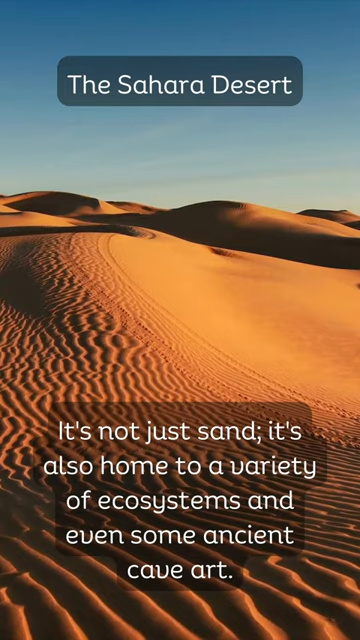 The Sahara Desert
It's not just sand; it's
also home to a variety
of ecosystems and
even some ancient
cave art.